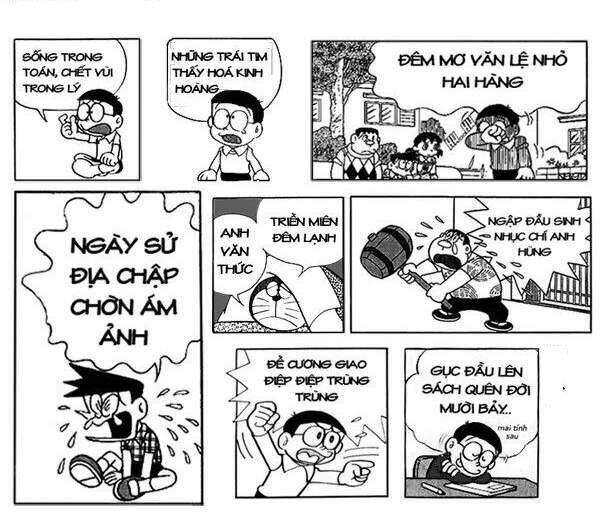 SỐNG TRONG
TOÁN, CHẾT VÙI
TRONG LÝ
NHỮNG TRÁI TIM
THẤY HOÁ KINH
HOÀNG
ĐÊM MƠ VĂN LỆ NHỎ
HAI HÀNG
NGÀY SỬ
ĐỊA CHẬP
CHỜN ÁM
ẢNH
ANH
VĂN
THỨC
TRIỀN MIÊN
ĐÊM LẠNH
NGẬP ĐẦU SINH
NHỤC CHÍ ANH
HÙNG
ĐỀ CƯƠNG GIAO
ĐIỆP ĐIỆP TRÙNG
TRÙNG
GỤC ĐẦU LÊN
SÁCH QUÊN ĐỜI
MƯỜI BẢY..
mai tính
sau